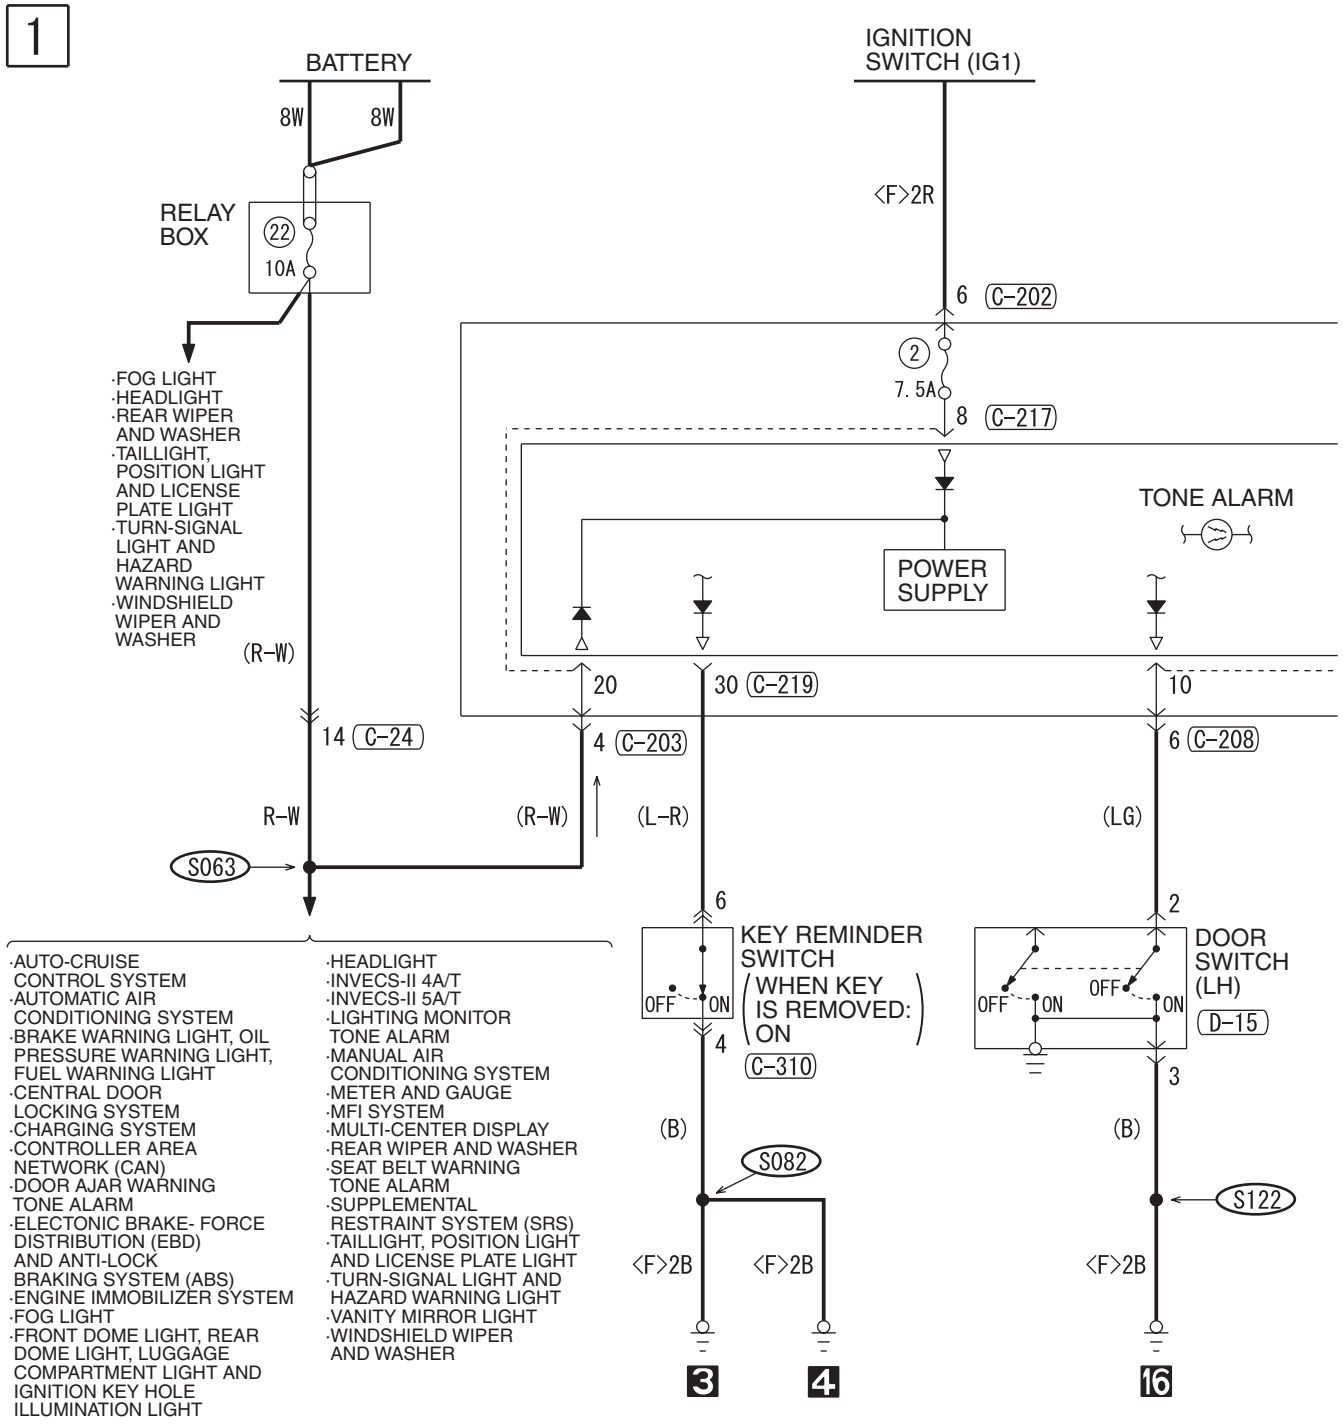 1
BATTERY
IGNITION
SWITCH (IG1)
8W
8W
<F>2R
RELAY
BOX
22
10A
6 C-202
2
7.5A
8 C-217
·FOG LIGHT
·HEADLIGHT
·REAR WIPER
AND WASHER
·TAILLIGHT,
POSITION LIGHT
AND LICENSE
PLATE LIGHT
·TURN-SIGNAL
LIGHT AND
HAZARD
WARNING LIGHT
·WINDSHIELD
WIPER AND
WASHER
TONE ALARM
POWER
SUPPLY
(R-W)
20
30 C-219
10
14 C-24
4 C-203
6 C-208
R-W
(R-W)
(L-R)
(LG)
S063
6
2
KEY REMINDER
SWITCH
(WHEN KEY
IS REMOVED:
ON)
OFF
ON
4
C-310
DOOR
SWITCH
(LH)
D-15
OFF
ON
OFF
ON
3
·AUTO-CRUISE
CONTROL SYSTEM
·AUTOMATIC AIR
CONDITIONING SYSTEM
·BRAKE WARNING LIGHT, OIL
PRESSURE WARNING LIGHT,
FUEL WARNING LIGHT
·CENTRAL DOOR
LOCKING SYSTEM
·CHARGING SYSTEM
·CONTROLLER AREA
NETWORK (CAN)
·DOOR AJAR WARNING
TONE ALARM
·ELECTONIC BRAKE- FORCE
DISTRIBUTION (EBD)
AND ANTI-LOCK
BRAKING SYSTEM (ABS)
·ENGINE IMMOBILIZER SYSTEM
·FOG LIGHT
·FRONT DOME LIGHT, REAR
DOME LIGHT, LUGGAGE
COMPARTMENT LIGHT AND
IGNITION KEY HOLE
ILLUMINATION LIGHT
·HEADLIGHT
·INVECS-II 4A/T
·INVECS-II 5A/T
·LIGHTING MONITOR
TONE ALARM
·MANUAL AIR
CONDITIONING SYSTEM
·METER AND GAUGE
·MFI SYSTEM
·MULTI-CENTER DISPLAY
·REAR WIPER AND WASHER
·SEAT BELT WARNING
TONE ALARM
·SUPPLEMENTAL
RESTRAINT SYSTEM (SRS)
·TAILLIGHT, POSITION LIGHT
AND LICENSE PLATE LIGHT
·TURN-SIGNAL LIGHT AND
HAZARD WARNING LIGHT
·VANITY MIRROR LIGHT
·WINDSHIELD WIPER
AND WASHER
(B)
(B)
S082
S122
<F>2B
<F>2B
<F>2B
3
4
16